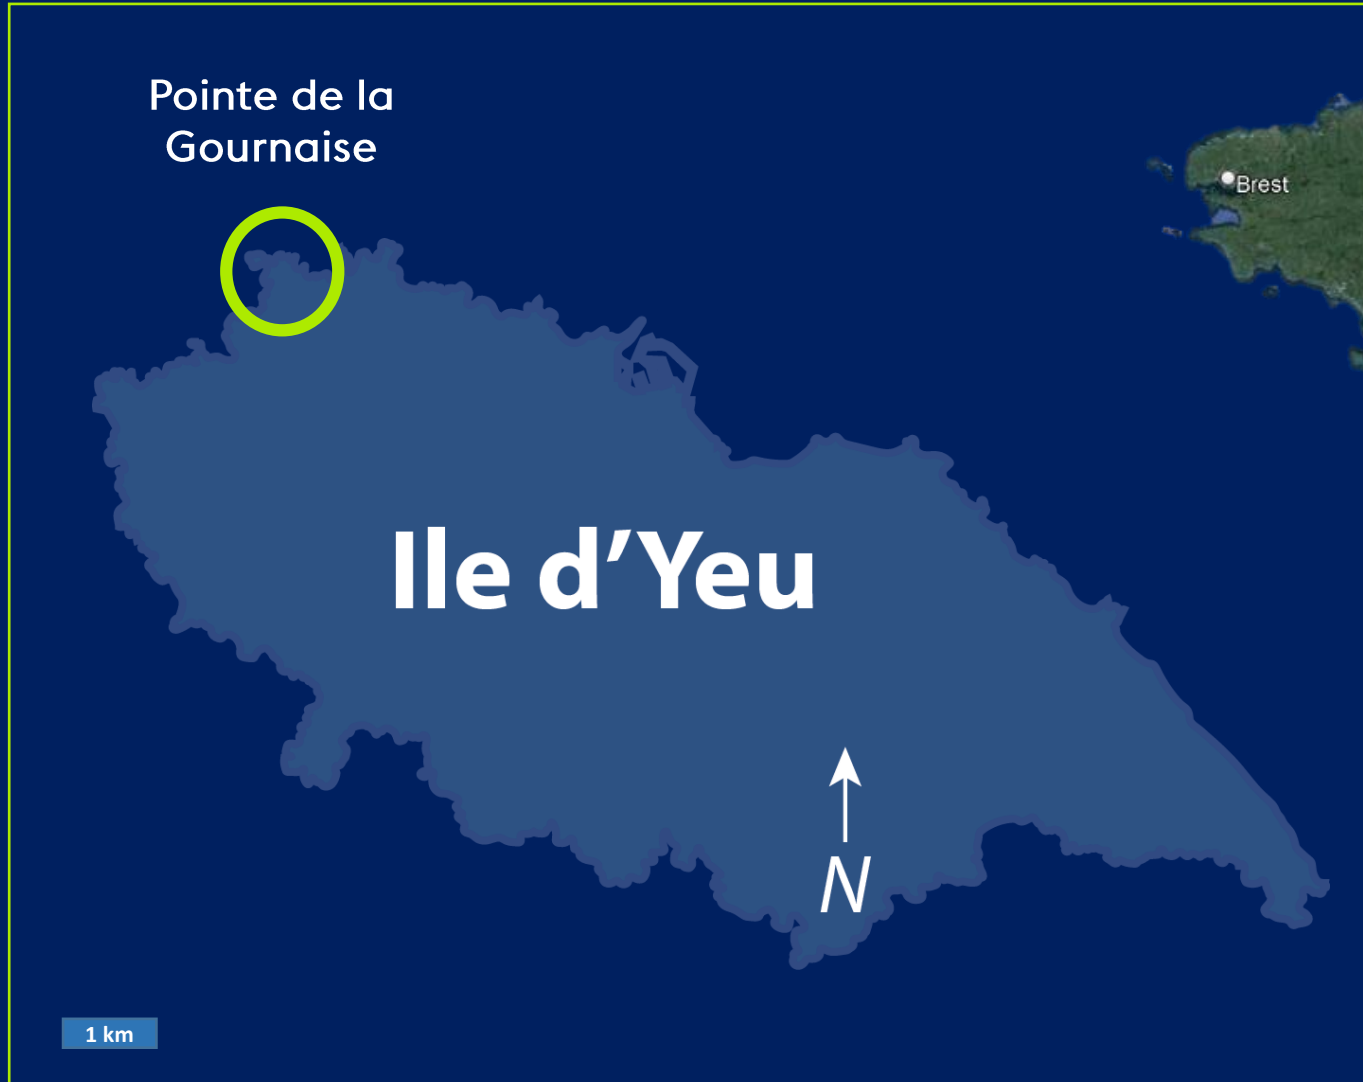 Pointe de la
Gournaise
Brest
Ile d’Yeu
N
1 km